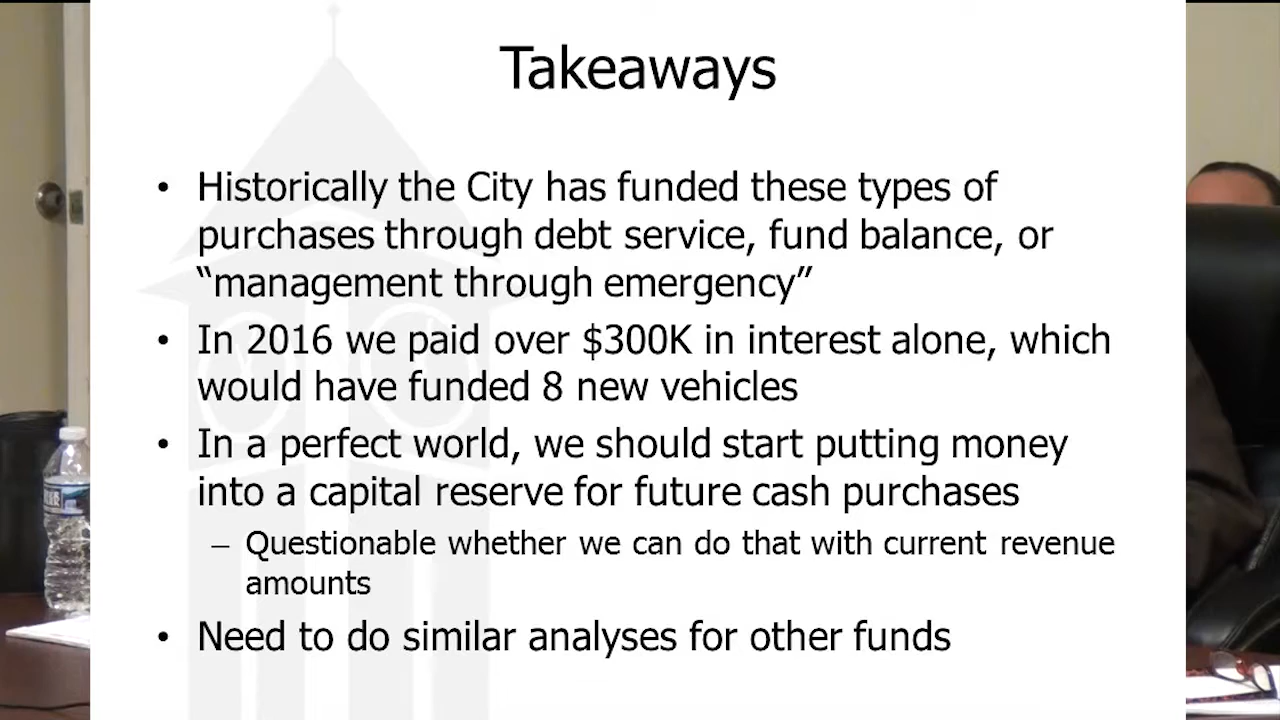 Takeaways
• Historically the City has funded these types of
purchases through debt service, fund balance, or
“management through emergency”
• In 2016 we paid over $300K in interest alone, which
would have funded 8 new vehicles
• In a perfect world, we should start putting money
into a capital reserve for future cash purchases
– Questionable whether we can do that with current revenue
amounts
• Need to do similar analyses for other funds